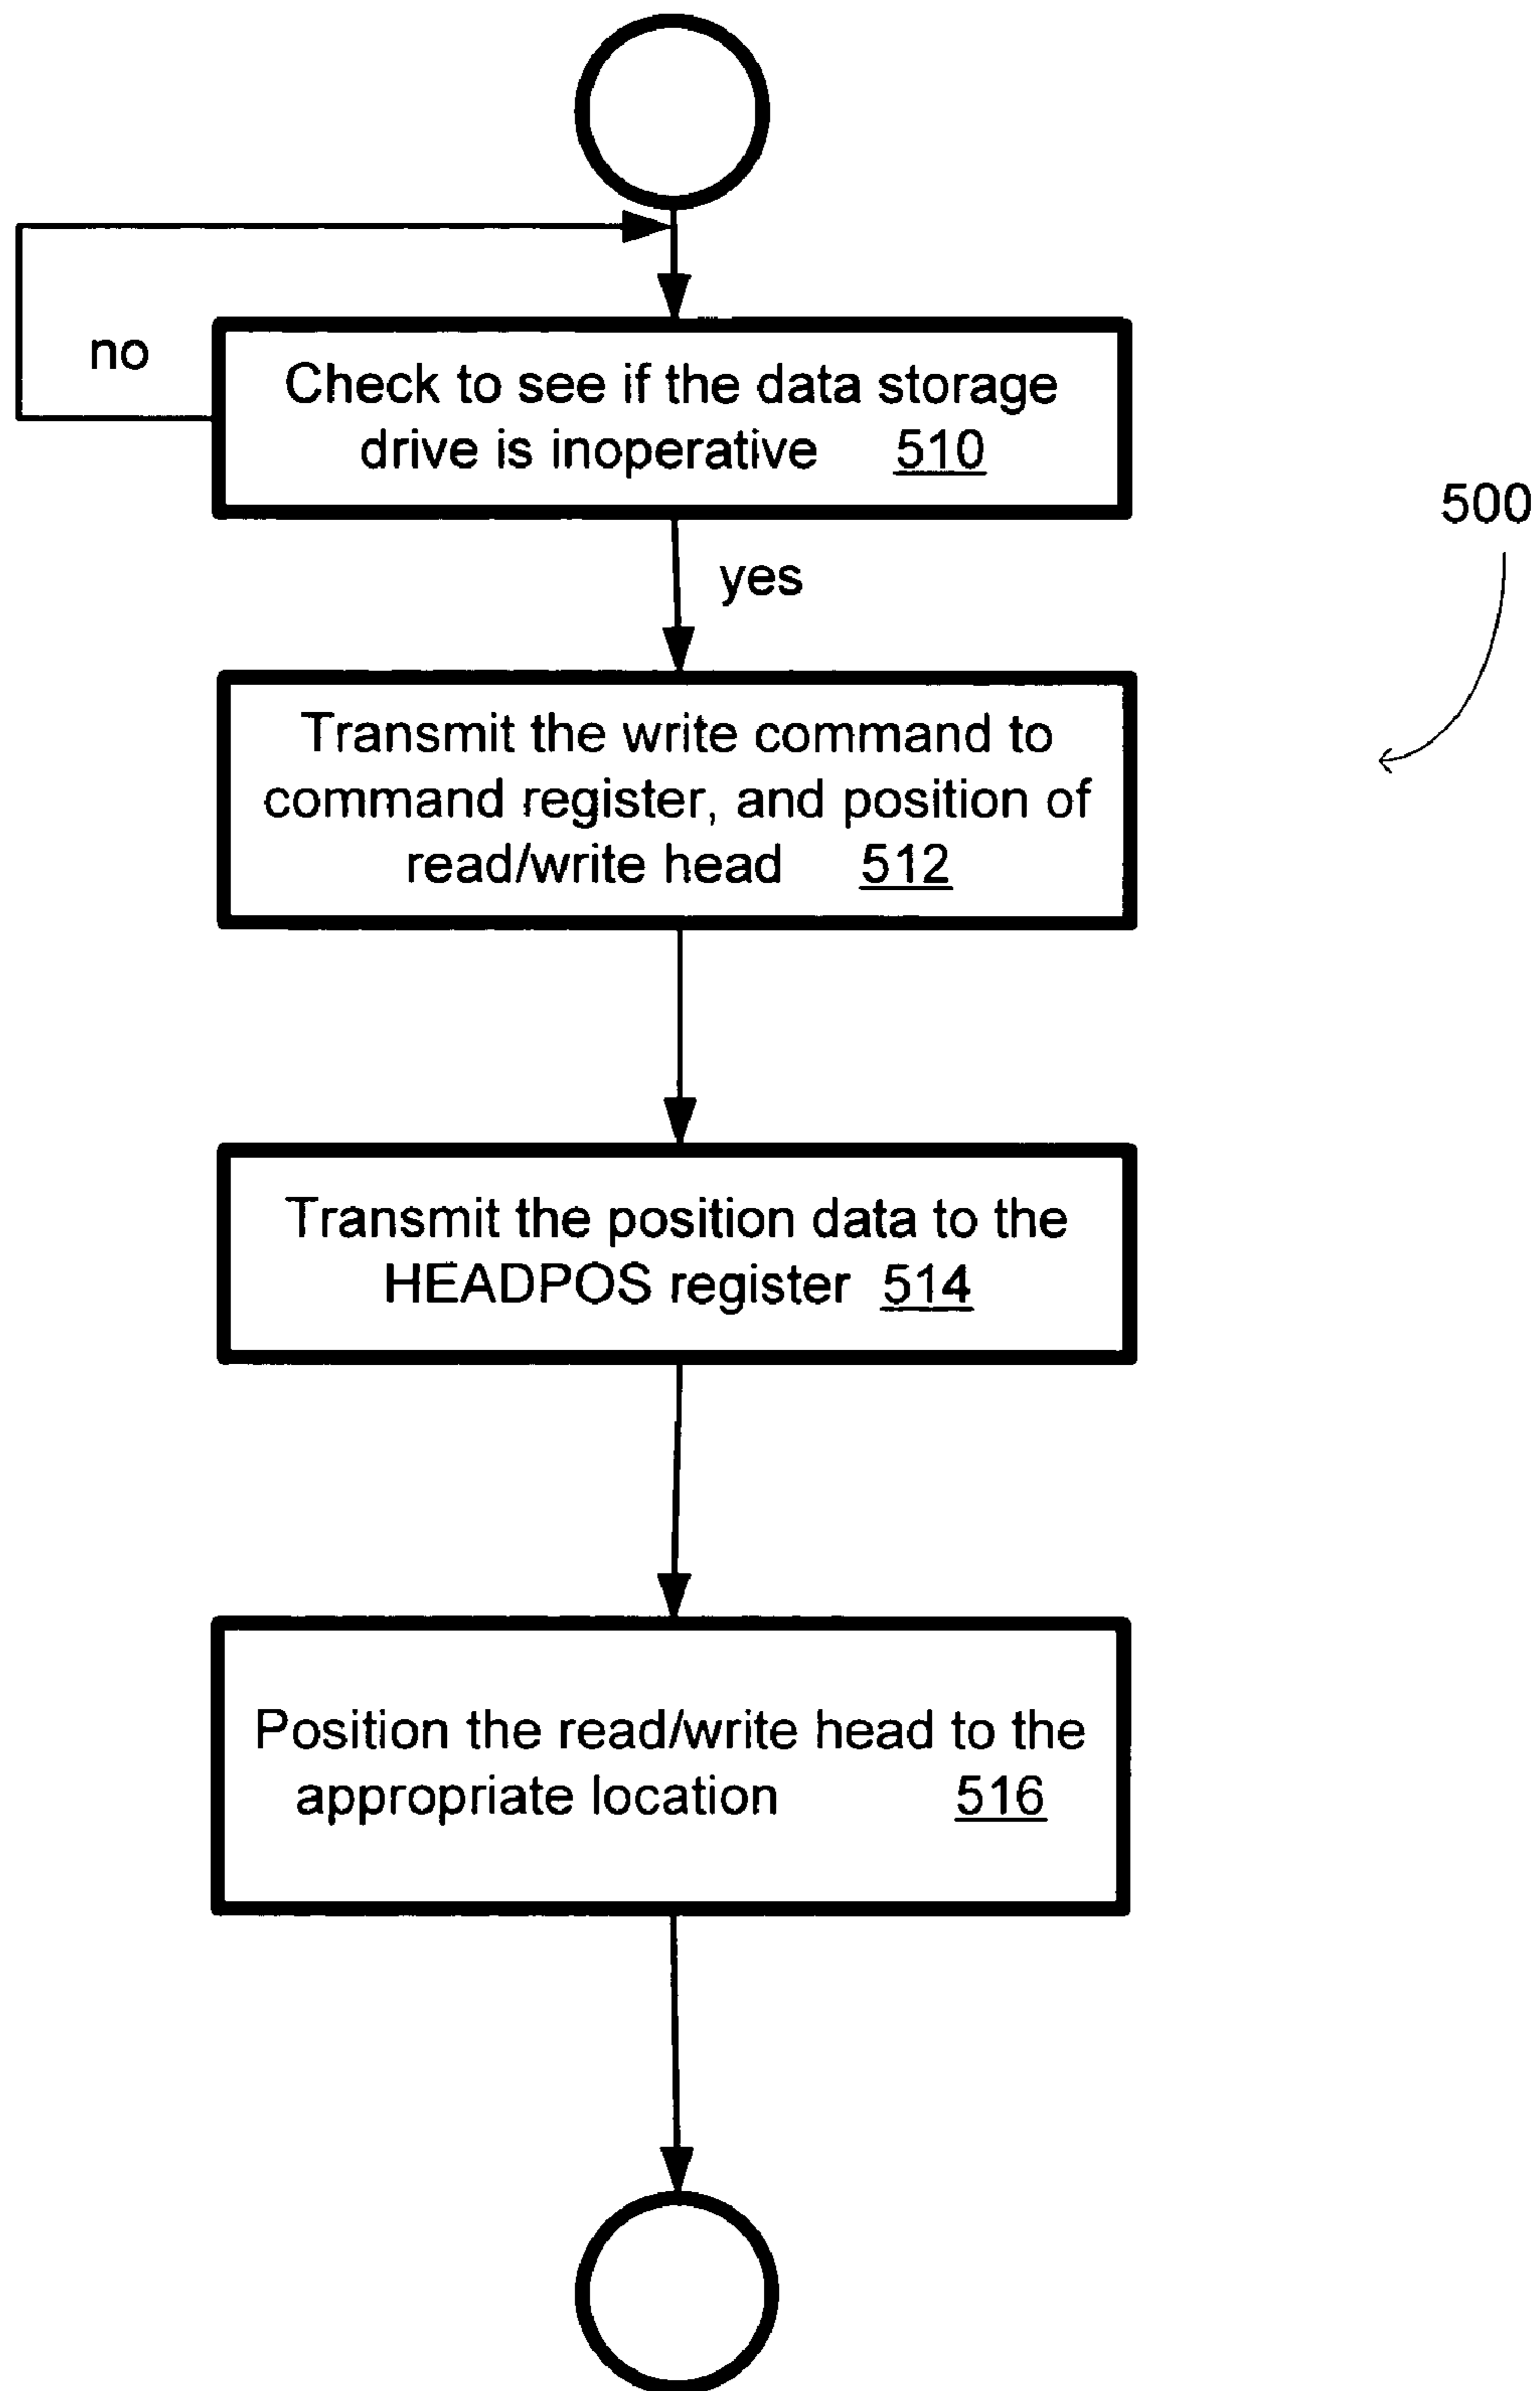 no
Check to see if the data storage
drive is inoperative 510
500
yes
Transmit the write command to
command register, and position of
read/write head 512
Transmit the position data to the
HEADPOS register 514
Position the read/write head to the
appropriate location 516